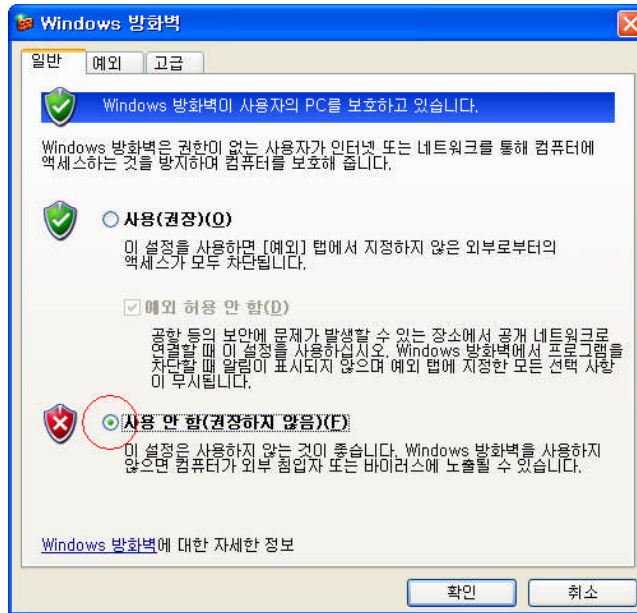 Windows 방화벽
일반 예외 고급
Windows 방화벽이 사용자의 PC를 보호하고 있습니다.
Windows 방화벽은 권한이 없는 사용자가 인터넷 또는 네트워크를 통해 컴퓨터에
액세스하는 것을 방지하여 컴퓨터를 보호해 줍니다.
사용(권장)(O)
이 설정을 사용하면 [예외] 탭에서 지정하지 않은 외부로부터의
액세스가 모두 차단됩니다.
예외 허용 안 함(D)
공항 등의 보안에 문제가 발생할 수 있는 장소에서 공개 네트워크로
연결할 때 이 설정을 사용하십시오. Windows 방화벽에서 프로그램을
차단할 때 알림이 표시되지 않으며 예외 탭에 지정한 모든 선택 사항
이 무시됩니다.
사용 안 함(권장하지 않음)(F)
이 설정은 사용하지 않는 것이 좋습니다. Windows 방화벽을 사용하지
않으면 컴퓨터가 외부 침입자 또는 바이러스에 노출될 수 있습니다.
Windows 방화벽에 대한 자세한 정보
확인 취소